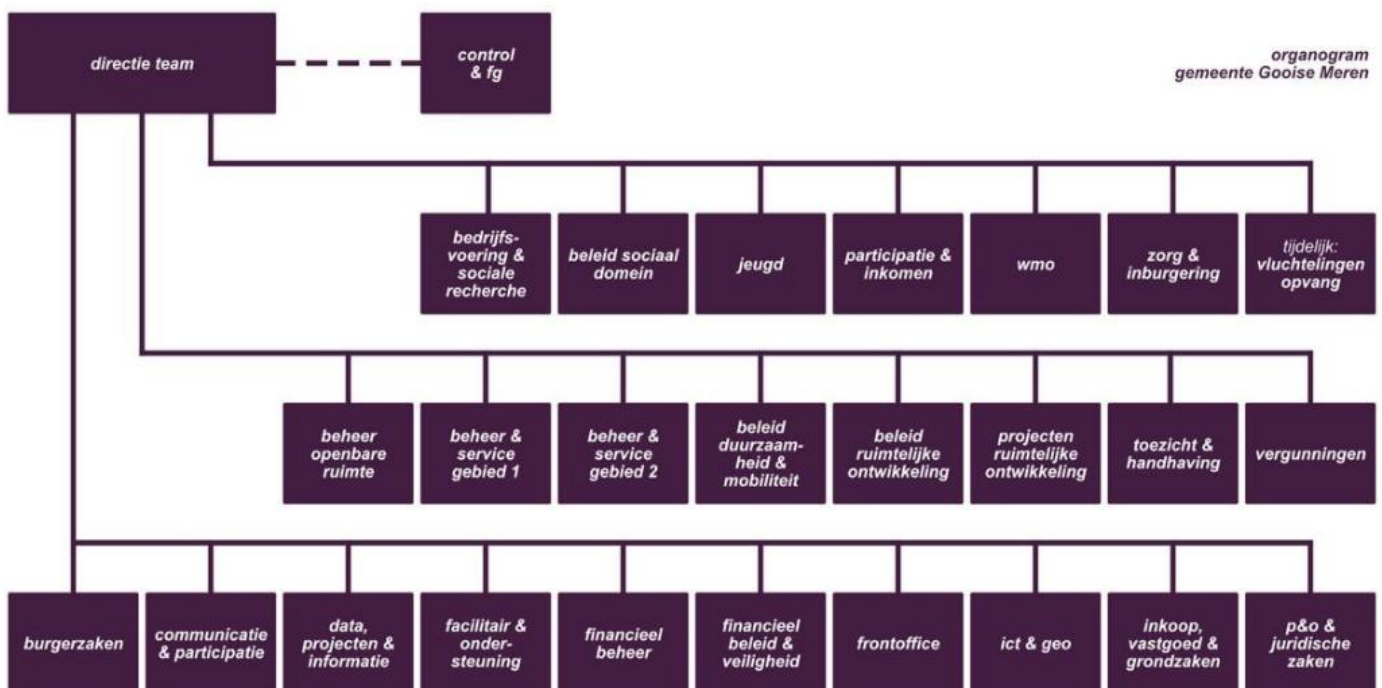 directie team
control
& fg
organogram
gemeente Gooise Meren
bedrijfs-
voering &
sociale
recherche
beleid sociaal
domein
jeugd
participatie &
inkomen
wmo
zorg &
inburgering
tijdelijk:
vluchtelingen
opvang
beheer
openbare
ruimte
beheer &
service
gebied 1
beheer &
service
gebied 2
beleid
duurzaam-
heid &
mobiliteit
beleid
ruimtelijke
ontwikkeling
projecten
ruimtelijke
ontwikkeling
toezicht &
handhaving
vergunningen
burgerzaken
communicatie
& participatie
data,
projecten &
informatie
facilitair &
onder-
steuning
financieel
beheer
financieel
beleid &
veiligheid
frontoffice
ict & geo
inkoop,
vastgoed &
grondzaken
p&o &
juridische
zaken